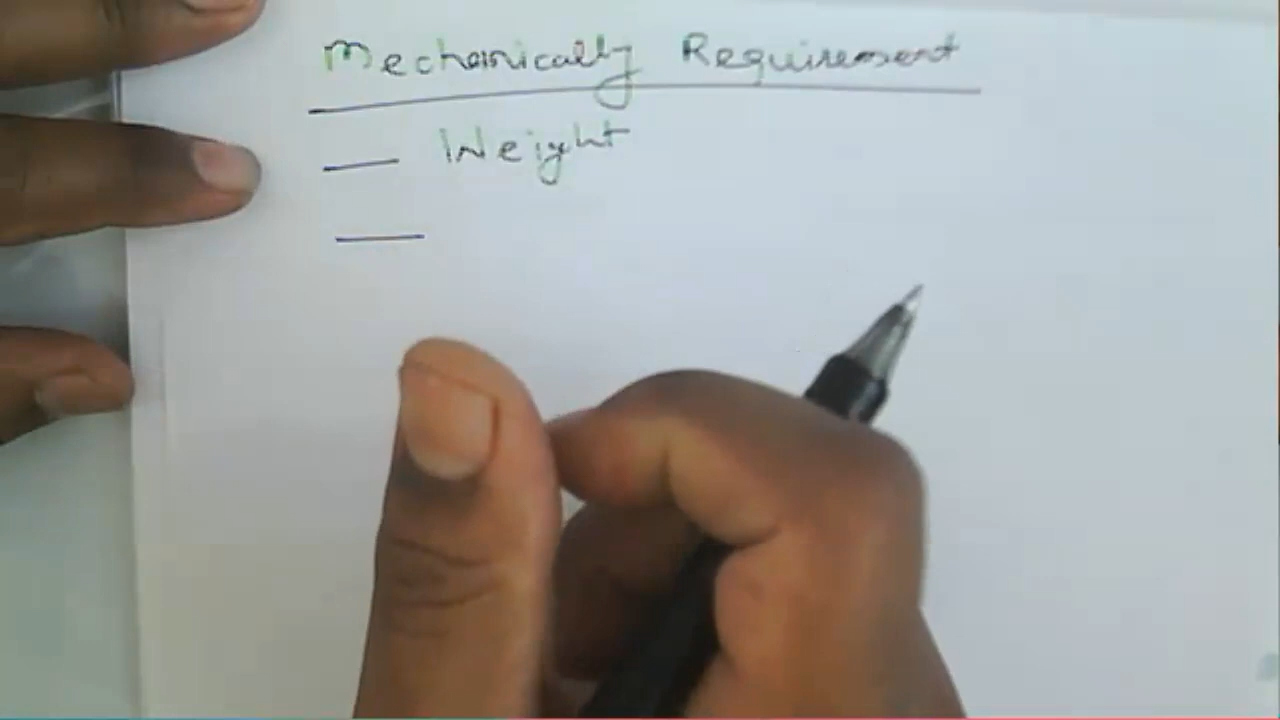 Mechanically Requirement
— Weight
—